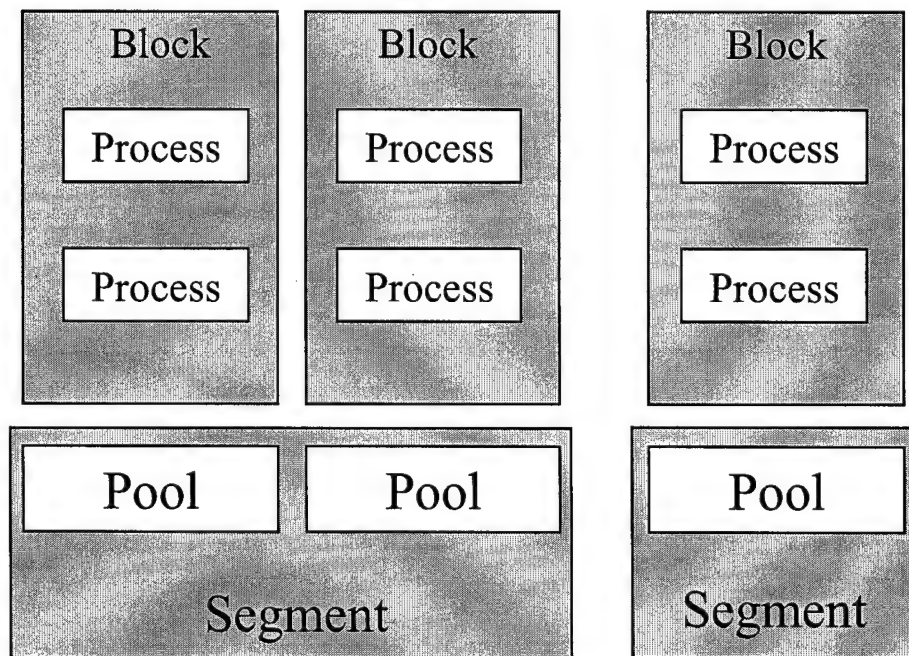 Block Block Block
Process Process Process
Process Process Process
Pool Pool Pool
Segment Segment